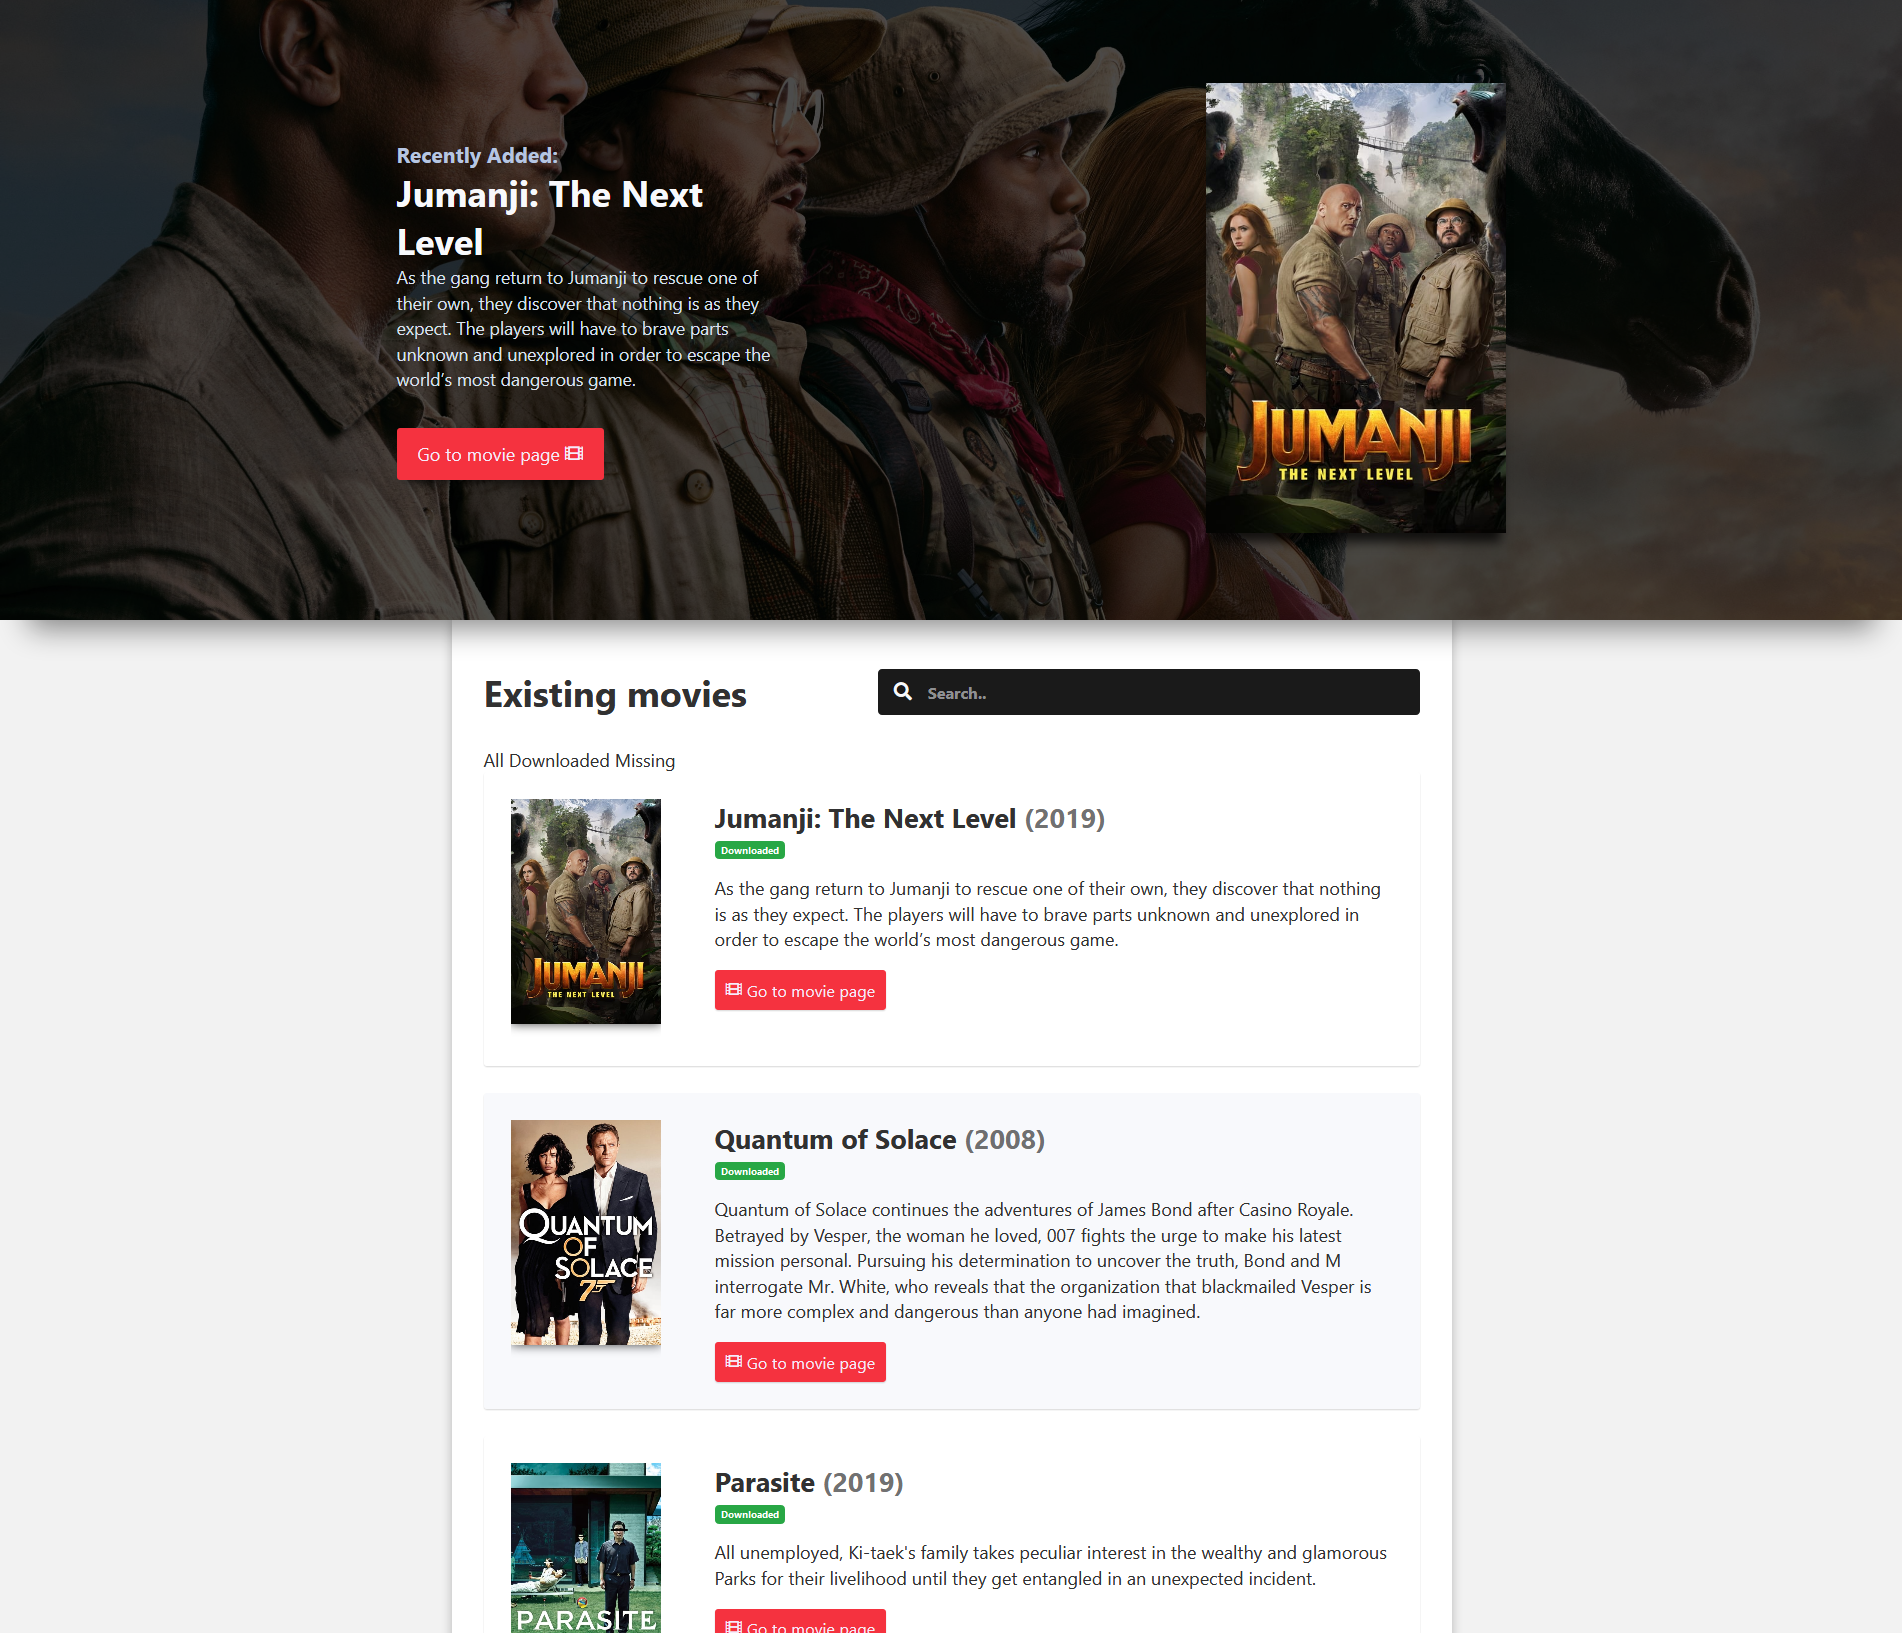 Recently Added:
Jumanji: The Next
Level
As the gang return to Jumanji to rescue one of
their own, they discover that nothing is as they
expect. The players will have to brave parts
unknown and unexplored in order to escape the
world’s most dangerous game.
Go to movie page
JUMANJI
THE NEXT LEVEL
Existing movies
Search..
All Downloaded Missing
JUMANJI
THE NEXT LEVEL
Jumanji: The Next Level (2019)
Downloaded
As the gang return to Jumanji to rescue one of their own, they discover that nothing
is as they expect. The players will have to brave parts unknown and unexplored in
order to escape the world’s most dangerous game.
Go to movie page
QUANTUM
OF
SOLACE
007
Quantum of Solace (2008)
Downloaded
Quantum of Solace continues the adventures of James Bond after Casino Royale.
Betrayed by Vesper, the woman he loved, 007 fights the urge to make his latest
mission personal. Pursuing his determination to uncover the truth, Bond and M
interrogate Mr. White, who reveals that the organization that blackmailed Vesper is
far more complex and dangerous than anyone had imagined.
Go to movie page
PARASITE
Parasite (2019)
Downloaded
All unemployed, Ki-taek's family takes peculiar interest in the wealthy and glamorous
Parks for their livelihood until they get entangled in an unexpected incident.
Go to movie page